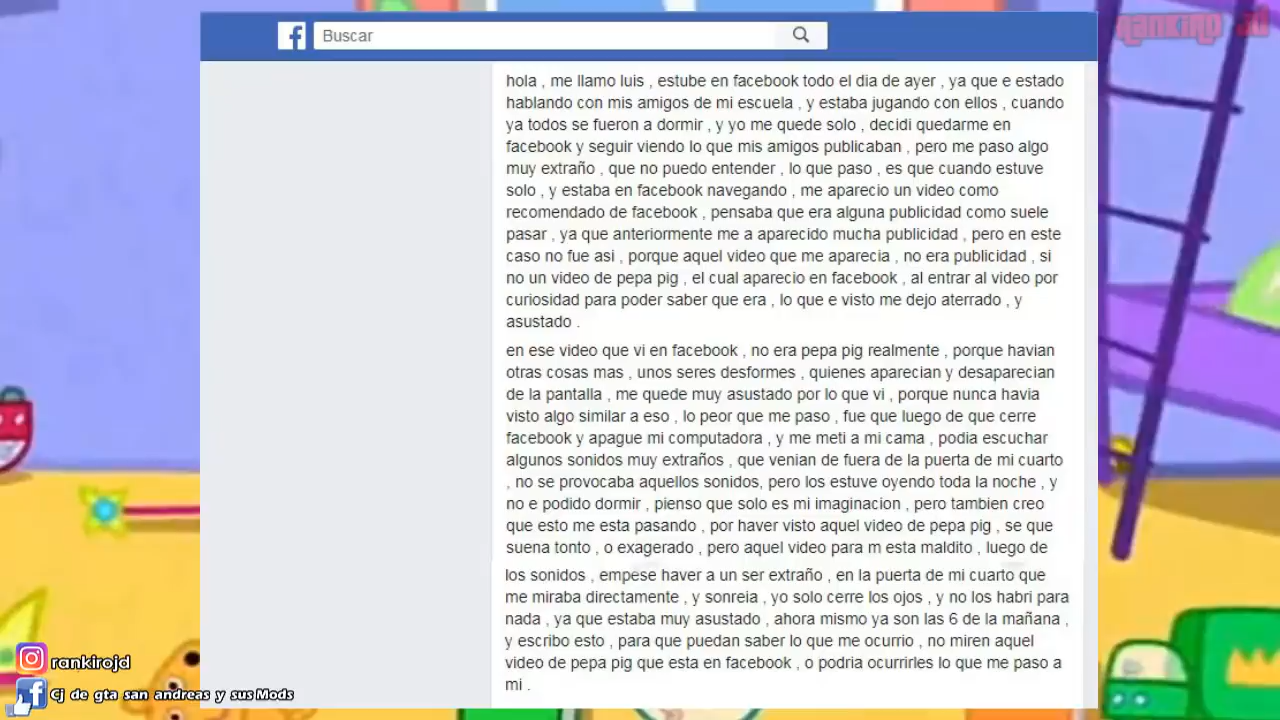 Buscar
RANKIRO Jd
hola , me llamo luis , estube en facebook todo el dia de ayer , ya que e estado
hablando con mis amigos de mi escuela , y estaba jugando con ellos , cuando
ya todos se fueron a dormir , y yo me quede solo , decidi quedarme en
facebook y seguir viendo lo que mis amigos publicaban , pero me paso algo
muy extraño , que no puedo entender , lo que paso , es que cuando estuve
solo , y estaba en facebook navegando , me aparecio un video como
recomendado de facebook , pensaba que era alguna publicidad como suele
pasar , ya que anteriormente me a aparecido mucha publicidad , pero en este
caso no fue asi , porque aquel video que me aparecia , no era publicidad , si
no un video de pepa pig , el cual aparecio en facebook , al entrar al video por
curiosidad para poder saber que era , lo que e visto me dejo aterrado , y
asustado .
en ese video que vi en facebook , no era pepa pig realmente , porque havian
otras cosas mas , unos seres desformes , quienes aparecian y desaparecian
de la pantalla , me quede muy asustado por lo que vi , porque nunca havia
visto algo similar a eso , lo peor que me paso , fue que luego de que cerre
facebook y apague mi computadora , y me meti a mi cama , podia escuchar
algunos sonidos muy extraños , que venian de fuera de la puerta de mi cuarto
, no se provocaba aquellos sonidos, pero los estuve oyendo toda la noche , y
no e podido dormir , pienso que solo es mi imaginacion , pero tambien creo
que esto me esta pasando , por haver visto aquel video de pepa pig , se que
suena tonto , o exagerado , pero aquel video para m esta maldito , luego de
los sonidos , empese haver a un ser extraño , en la puerta de mi cuarto que
me miraba directamente , y sonreia , yo solo cerre los ojos , y no los habri para
nada , ya que estaba muy asustado , ahora mismo ya son las 6 de la mañana ,
y escribo esto , para que puedan saber lo que me ocurrio , no miren aquel
video de pepa pig que esta en facebook , o podria ocurrirles lo que me paso a
mi .
rankirojd
Cj de gta san andreas y sus Mods